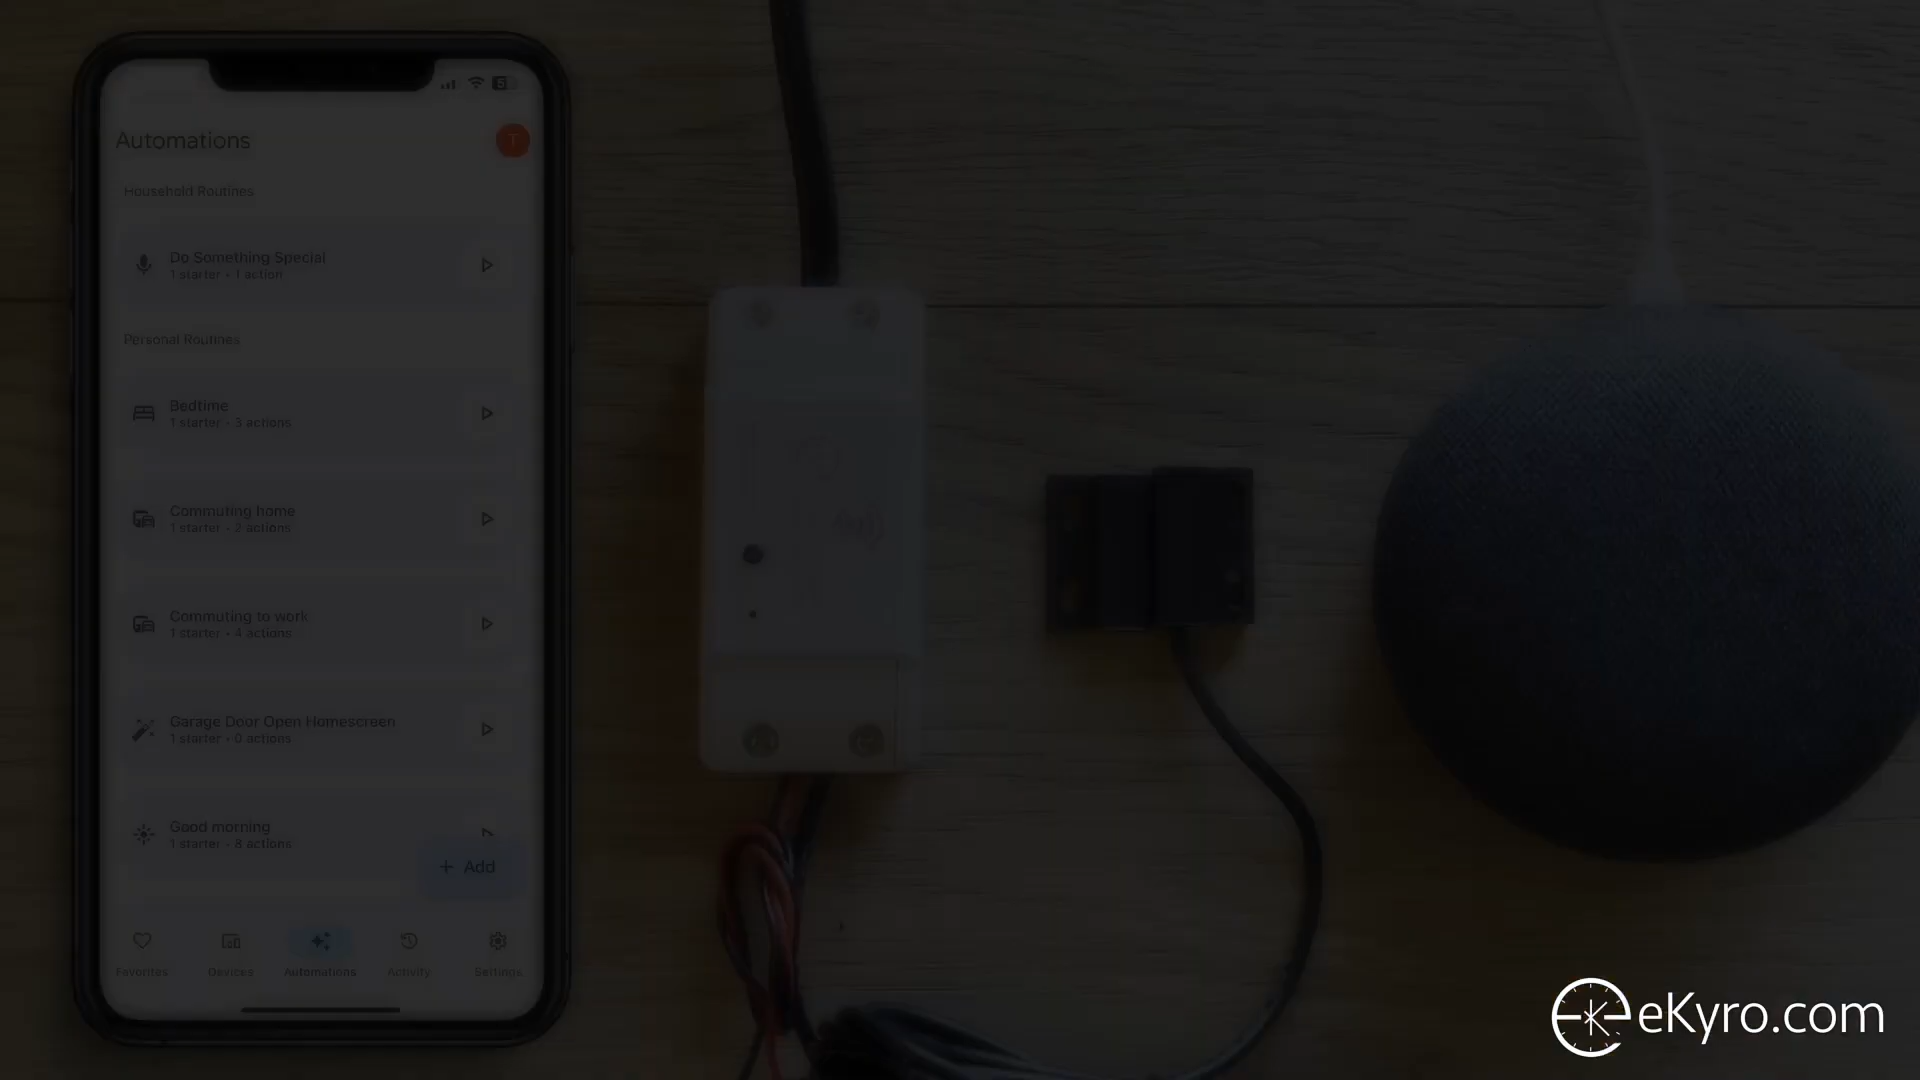 Automations
T
Household Routines
Do Something Special
1 starter • 1 action
Personal Routines
Bedtime
1 starter • 3 actions
Commuting home
1 starter • 2 actions
Commuting to work
1 starter • 4 actions
Garage Door Open Homescreen
1 starter • 0 actions
Good morning
1 starter • 8 actions
+ Add
Favorites
Devices
Automations
Activity
Settings
eKyro.com